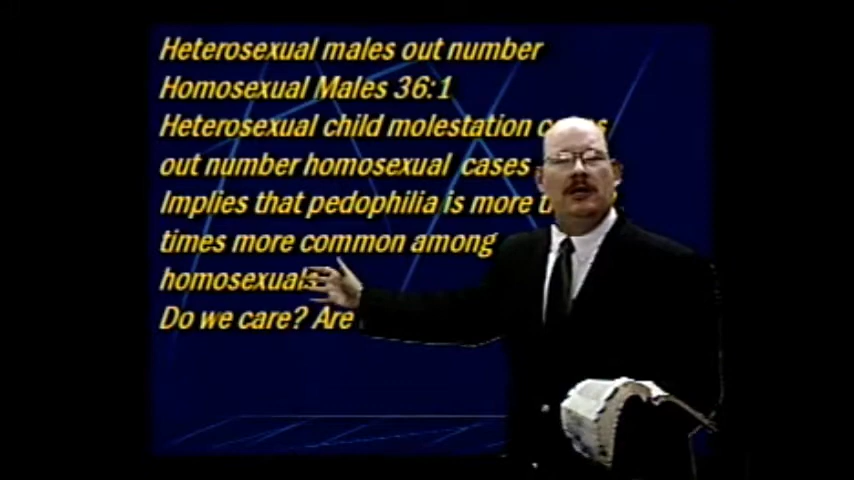 Heterosexual males out number
Homosexual Males 36:1
Heterosexual child molestation
out number homosexual cases
Implies that pedophilia is more
times more common among
homosexuals
Do we care? Are